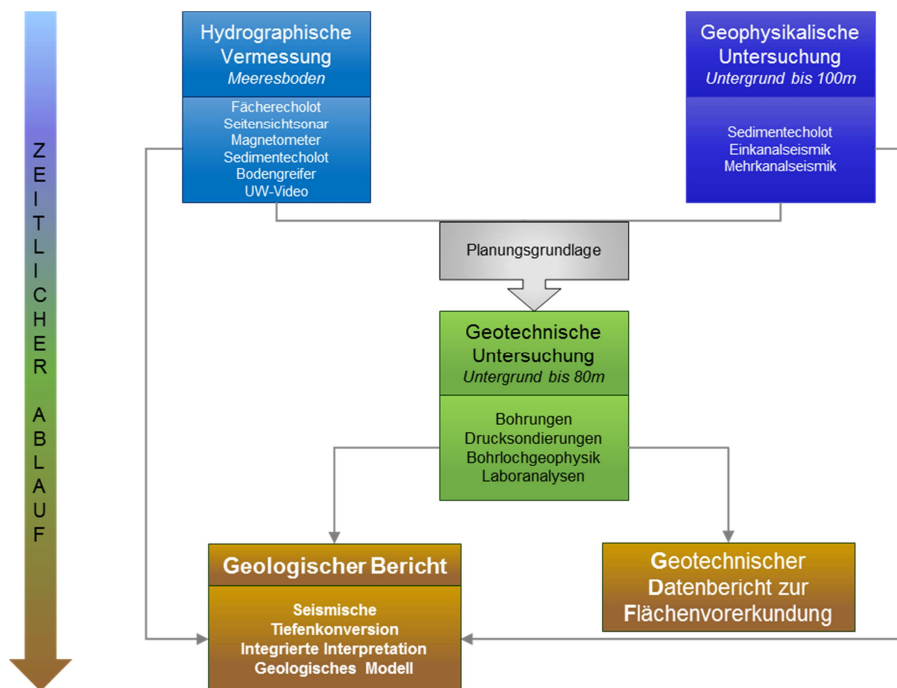 ZEITLICHER ABLAUF
Hydrographische
Vermessung
Meeresboden
Fächerecholot
Seitensichtsonar
Magnetometer
Sedimentecholot
Bodengreifer
UW-Video
Geophysikalische
Untersuchung
Untergrund bis 100m
Sedimentecholot
Einkanalseismik
Mehrkanalseismik
Planungsgrundlage
Geotechnische
Untersuchung
Untergrund bis 80m
Bohrungen
Drucksondierungen
Bohrlochgeophysik
Laboranalysen
Geologischer Bericht
Seismische
Tiefenkonversion
Integrierte Interpretation
Geologisches Modell
Geotechnischer
Datenbericht zur
Flächenvorerkundung